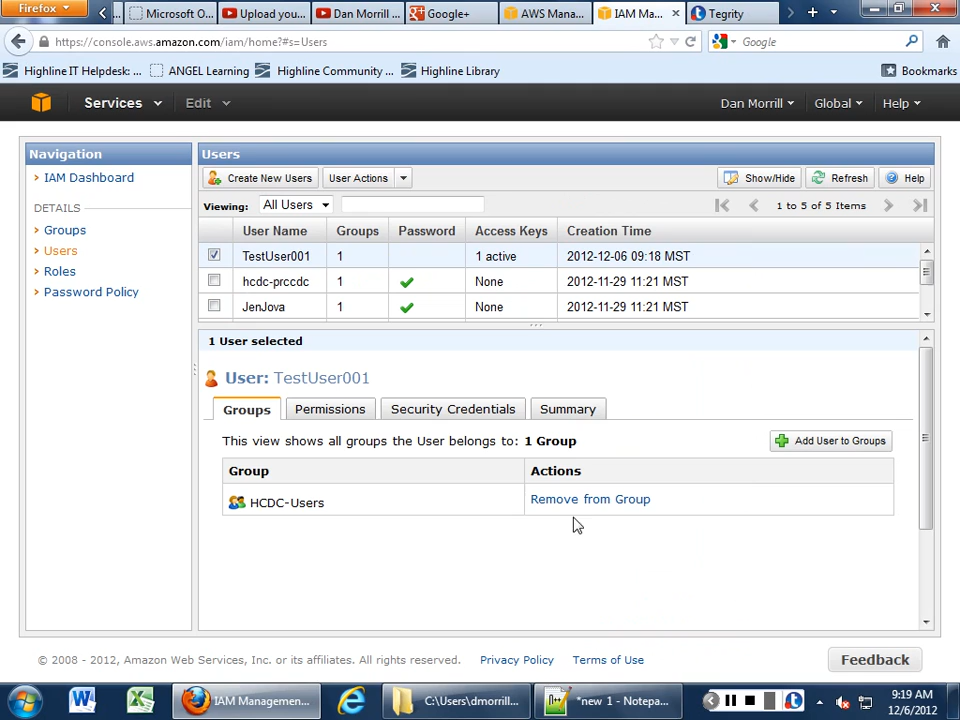 Firefox
Microsoft O...
Upload you...
Dan Morrill ...
Google+
AWS Mana...
IAM Ma...
Tegrity
https://console.aws.amazon.com/iam/home?#s=Users
Google
Highline IT Helpdesk: ...
ANGEL Learning
Highline Community ...
Highline Library
Bookmarks
Services
Edit
Dan Morrill
Global
Help
Navigation
IAM Dashboard
DETAILS
Groups
Users
Roles
Password Policy
Users
Create New Users
User Actions
Show/Hide
Refresh
Help
Viewing: All Users
1 to 5 of 5 Items
User Name Groups Password Access Keys Creation Time
TestUser001 1 1 active 2012-12-06 09:18 MST
hcdc-prccdc 1 None 2012-11-29 11:21 MST
JenJova 1 None 2012-11-29 11:21 MST
1 User selected
User: TestUser001
Groups Permissions Security Credentials Summary
This view shows all groups the User belongs to: 1 Group
Add User to Groups
Group Actions
HCDC-Users Remove from Group
© 2008 - 2012, Amazon Web Services, Inc. or its affiliates. All rights reserved. Privacy Policy Terms of Use
Feedback
IAM Managemen...
C:\Users\dmorrill...
*new 1 - Notepa...
9:19 AM
12/6/2012